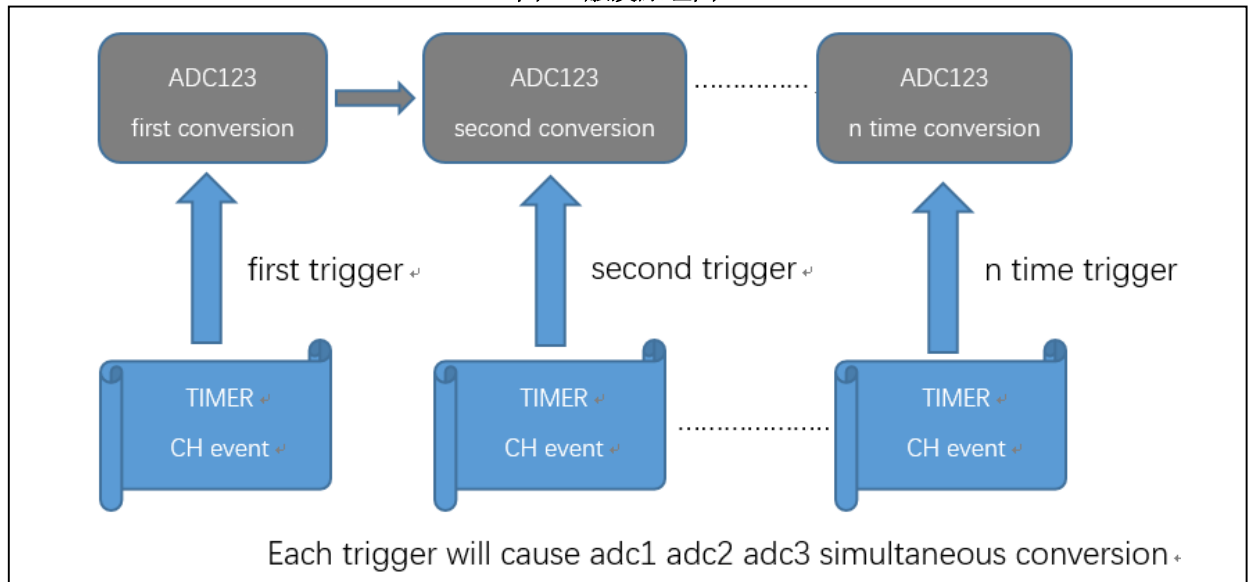 ADC123
first conversion
ADC123
second conversion
……………
ADC123
n time conversion
first trigger
second trigger
n time trigger
TIMER
CH event
TIMER
CH event
………………….
TIMER
CH event
Each trigger will cause adc1 adc2 adc3 simultaneous conversion